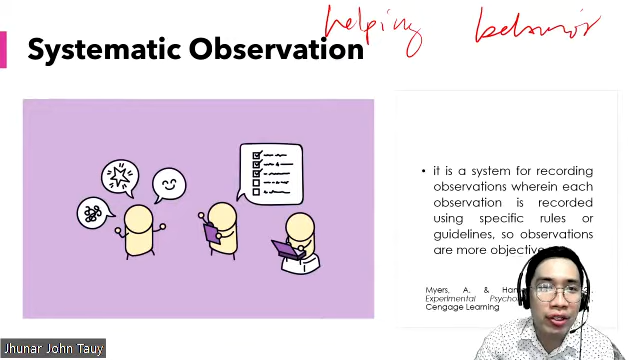 helping behavior
Systematic Observation
• it is a system for recording
observations wherein each
observation is recorded
using specific rules or
guidelines, so observations
are more objective
Myers, A. &
Experimental
Cengage Learning
Jhunar John Tauy